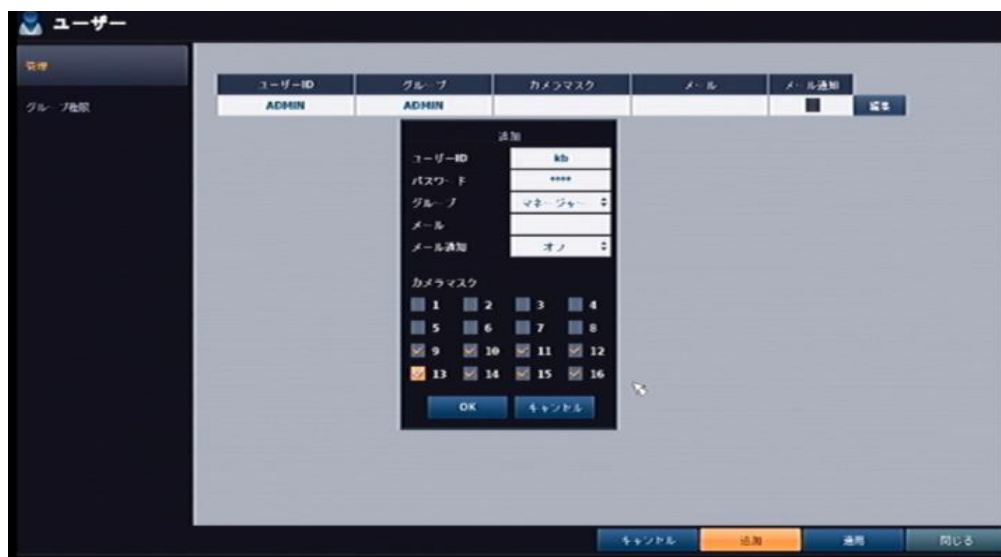 ユーザー
管理
グループ権限
ユーザーID グループ カメラマスク メール メール通知
ADMIN ADMIN 編集
追加
ユーザーID kb
パスワード ****
グループ マネージャー
メール
メール通知 オフ
カメラマスク
1 2 3 4
5 6 7 8
9 10 11 12
13 14 15 16
OK キャンセル
キャンセル 追加 適用 閉じる